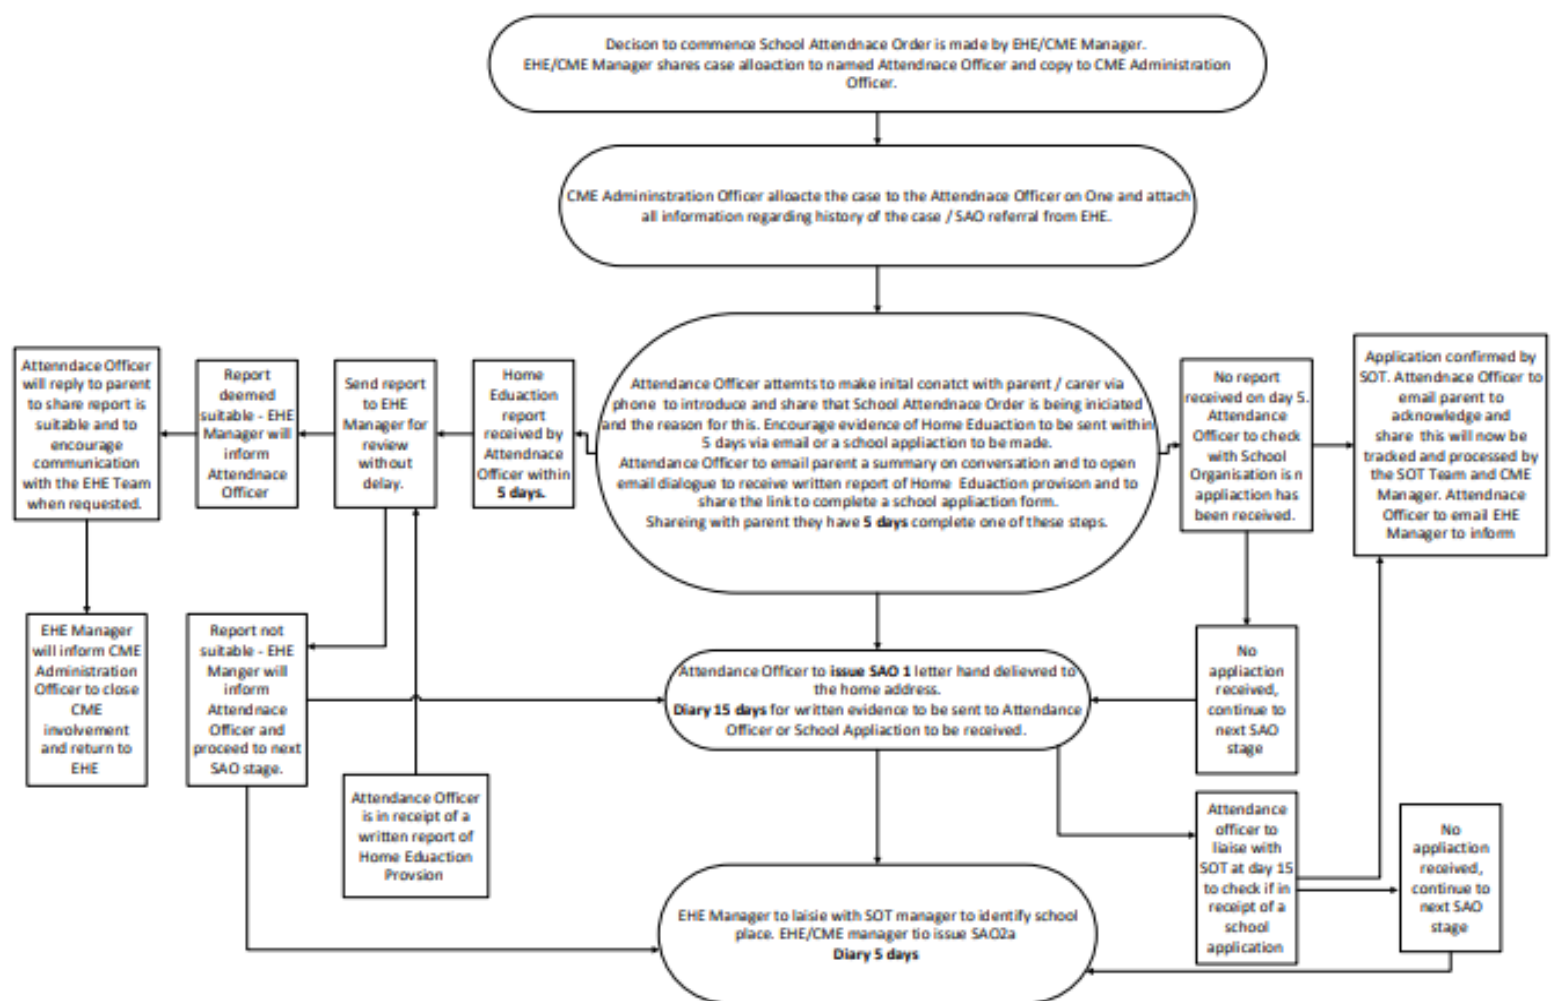 Decison to commence School Attendnace Order is made by EHE/CME Manager.
EHE/CME Manager shares case alloaction to named Attendnace Officer and copy to CME Administration
Officer.
CME Admininstration Officer alloacte the case to the Attendnace Officer on One and attach
all information regarding history of the case / SAO referral from EHE.
Attenndace Officer
will reply to parent
to share report is
suitable and to
encourage
communication
with the EHE Team
when requested.
Report
deemed
suitable - EHE
Manager will
inform
Attendnace
Officer
Send report
to EHE
Manager for
review
without
delay.
Home
Eduaction
report
received by
Attendnace
Officer within
5 days.
Attendance Officer attemts to make inital conatct with parent / carer via
phone to introduce and share that School Attendnace Order is being iniciated
and the reason for this. Encourage evidence of Home Eduaction to be sent within
5 days via email or a school appliaction to be made.
Attendance Officer to email parent a summary on conversation and to open
email dialogue to receive written report of Home Eduaction provison and to
share the link to complete a school appliaction form.
Shareing with parent they have 5 days complete one of these steps.
No report
received on day 5.
Attendance
Officer to check
with School
Organisation is n
appliaction has
been received.
Application confirmed by
SOT. Attendnace Officer to
email parent to
acknowledge and
share this will now be
tracked and processed by
the SOT Team and CME
Manager. Attendnace
Officer to email EHE
Manager to inform
EHE Manager
will inform CME
Administration
Officer to close
CME
involvement
and return to
EHE
Report not
suitable - EHE
Manger will
inform
Attendnace
Officer and
proceed to next
SAO stage.
Attendance Officer to issue SAO 1 letter hand delievred to
the home address.
Diary 15 days for written evidence to be sent to Attendance
Officer or School Appliaction to be received.
No
appliaction
received,
continue to
next SAO
stage
Attendance Officer
is in receipt of a
written report of
Home Eduaction
Provsion
Attendance
officer to
liaise with
SOT at day 15
to check if in
receipt of a
school
application
No
appliaction
received,
continue to
next SAO
stage
EHE Manager to laisie with SOT manager to identify school
place. EHE/CME manager tio issue SAO2a
Diary 5 days